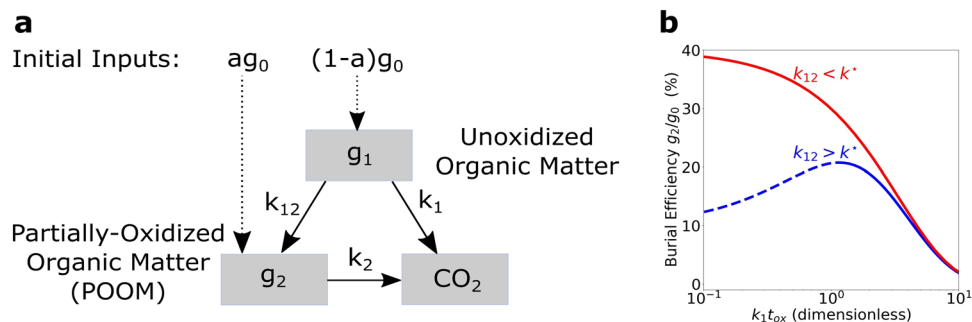 a
Initial Inputs: ag₀ (1-a)g₀
g₁
Unoxidized
Organic Matter
k₁₂
k₁
Partially-Oxidized
Organic Matter
(POOM)
g₂
k₂
CO₂
b
Burial Efficiency g₂/g₀ (%)
40
30
20
10
0
k₁₂ < k*
k₁₂ > k*
10⁻¹ 10⁰ 10¹
k₁tₒₓ (dimensionless)